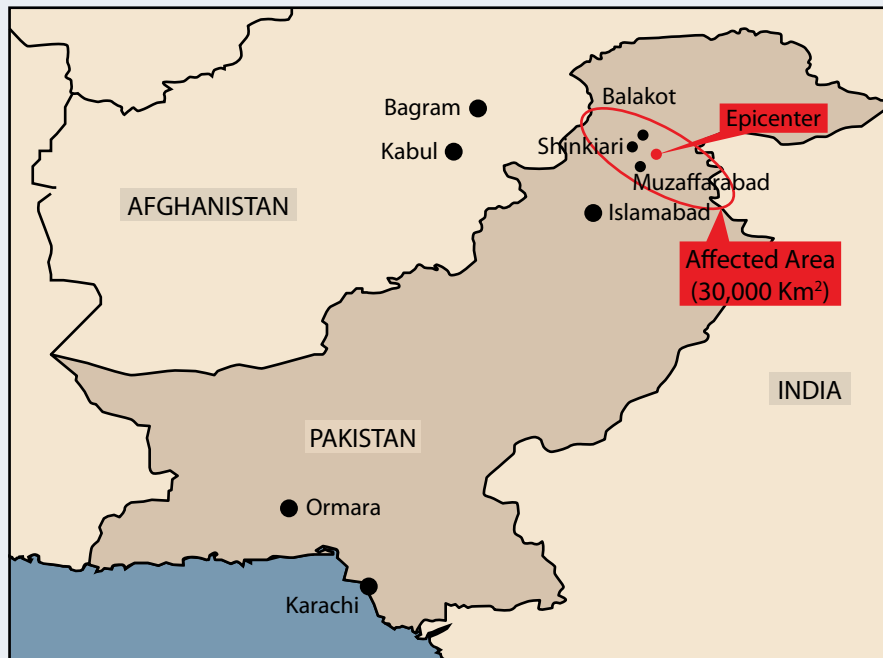 Balakot
Bagram
Epicenter
Kabul
Shinkiari
Muzaffarabad
AFGHANISTAN
Islamabad
Affected Area
(30,000 Km²)
INDIA
PAKISTAN
Ormara
Karachi